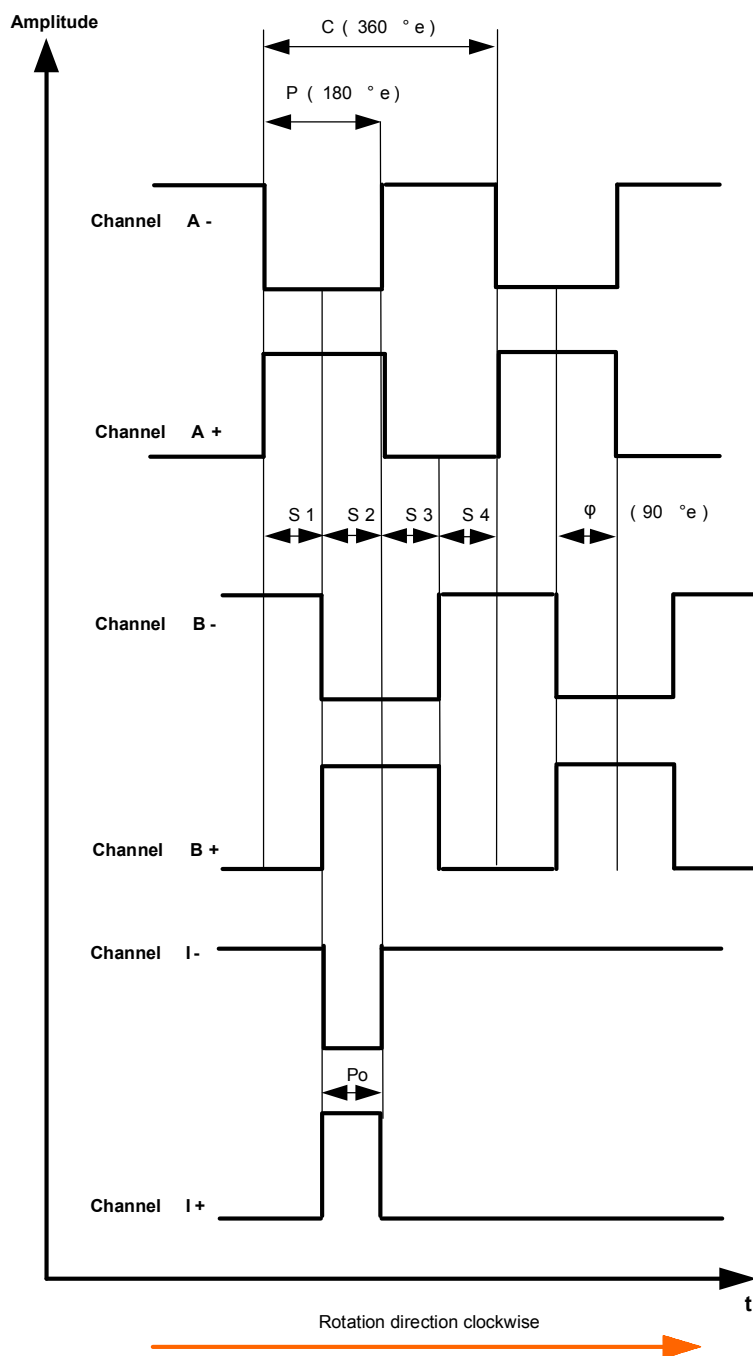 Amplitude
C ( 360 ° e )
P ( 180 ° e )
Channel A -
Channel A +
S 1 S 2 S 3 S 4 φ ( 90 °e )
Channel B -
Channel B +
Channel I -
Po
Channel I +
t
Rotation direction clockwise